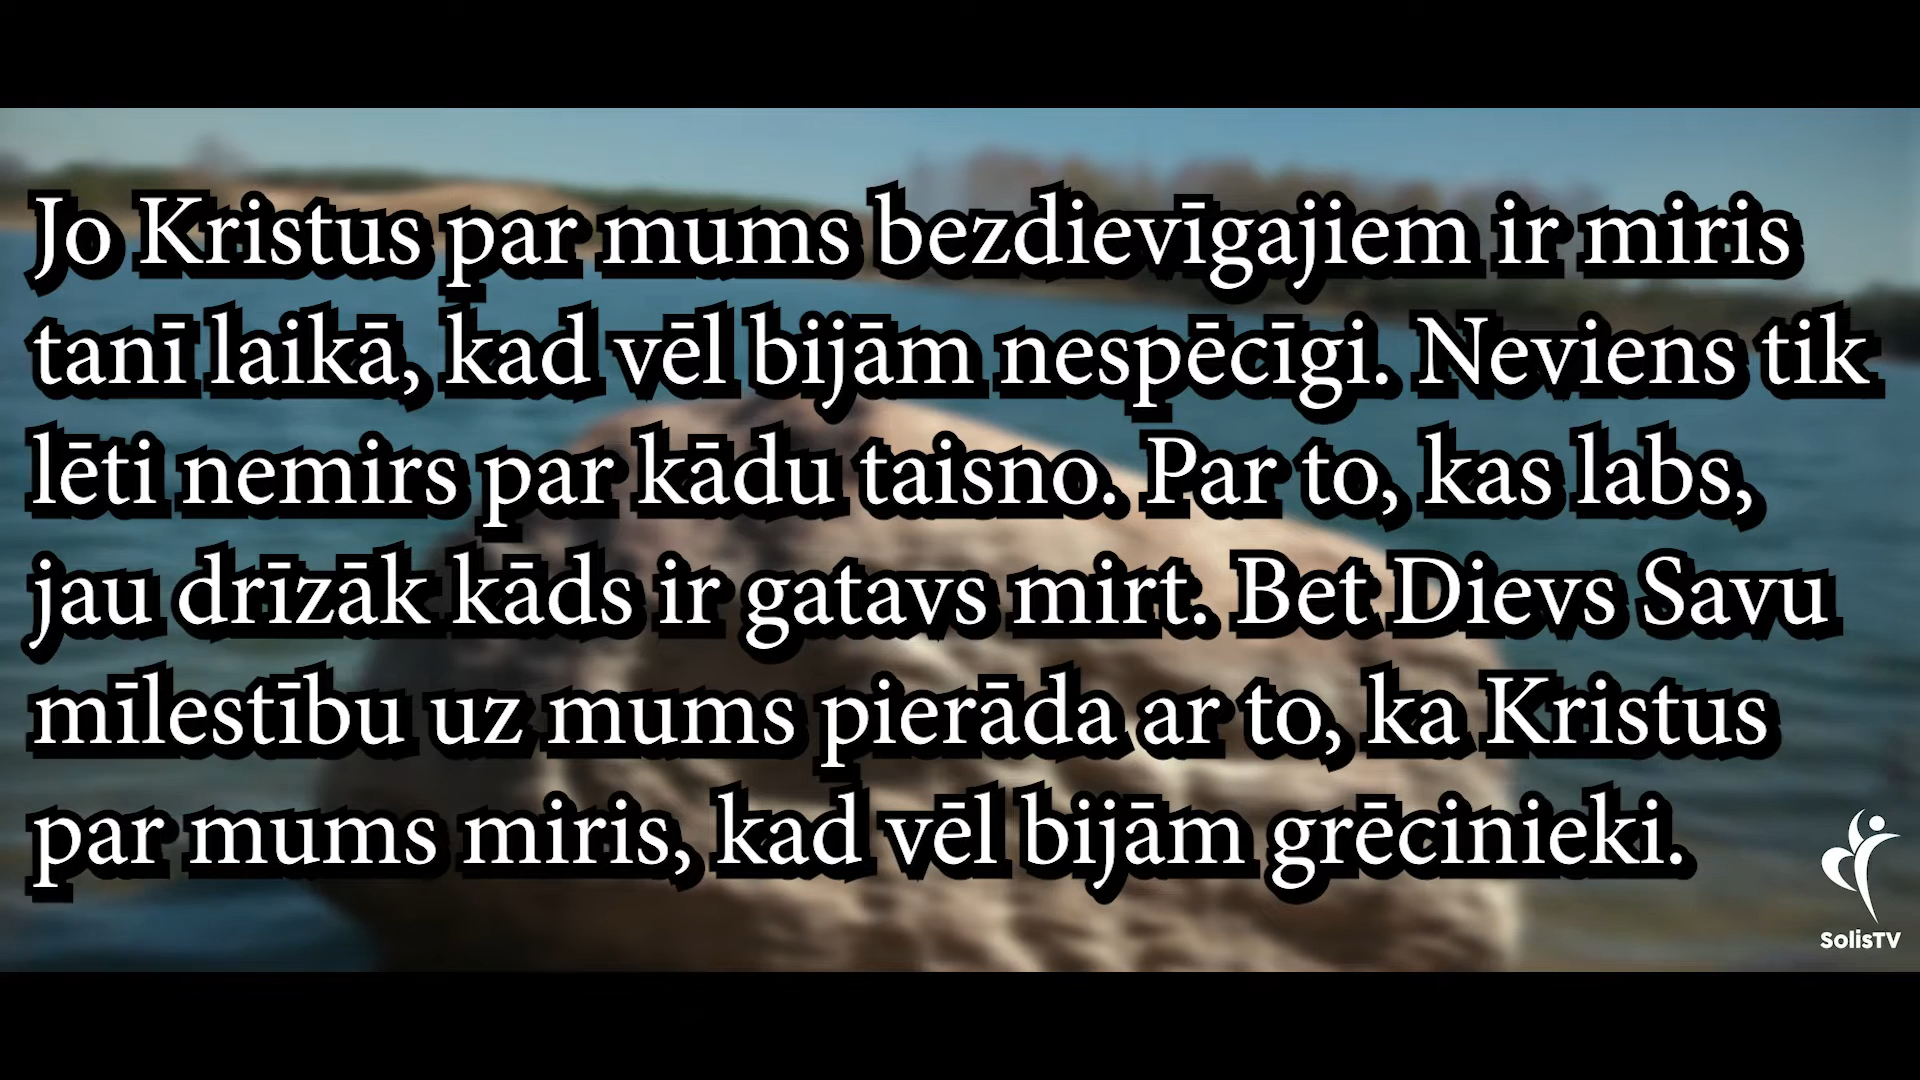 Jo Kristus par mums bezdievīgajiem ir miris
tanī laikā, kad vēl bijām nespēcīgi. Neviens tik
lēti nemirs par kādu taisno. Par to, kas labs,
jau drīzāk kāds ir gatavs mirt. Bet Dievs Savu
mīlestību uz mums pierāda ar to, ka Kristus
par mums miris, kad vēl bijām grēcinieki.
SolisTV